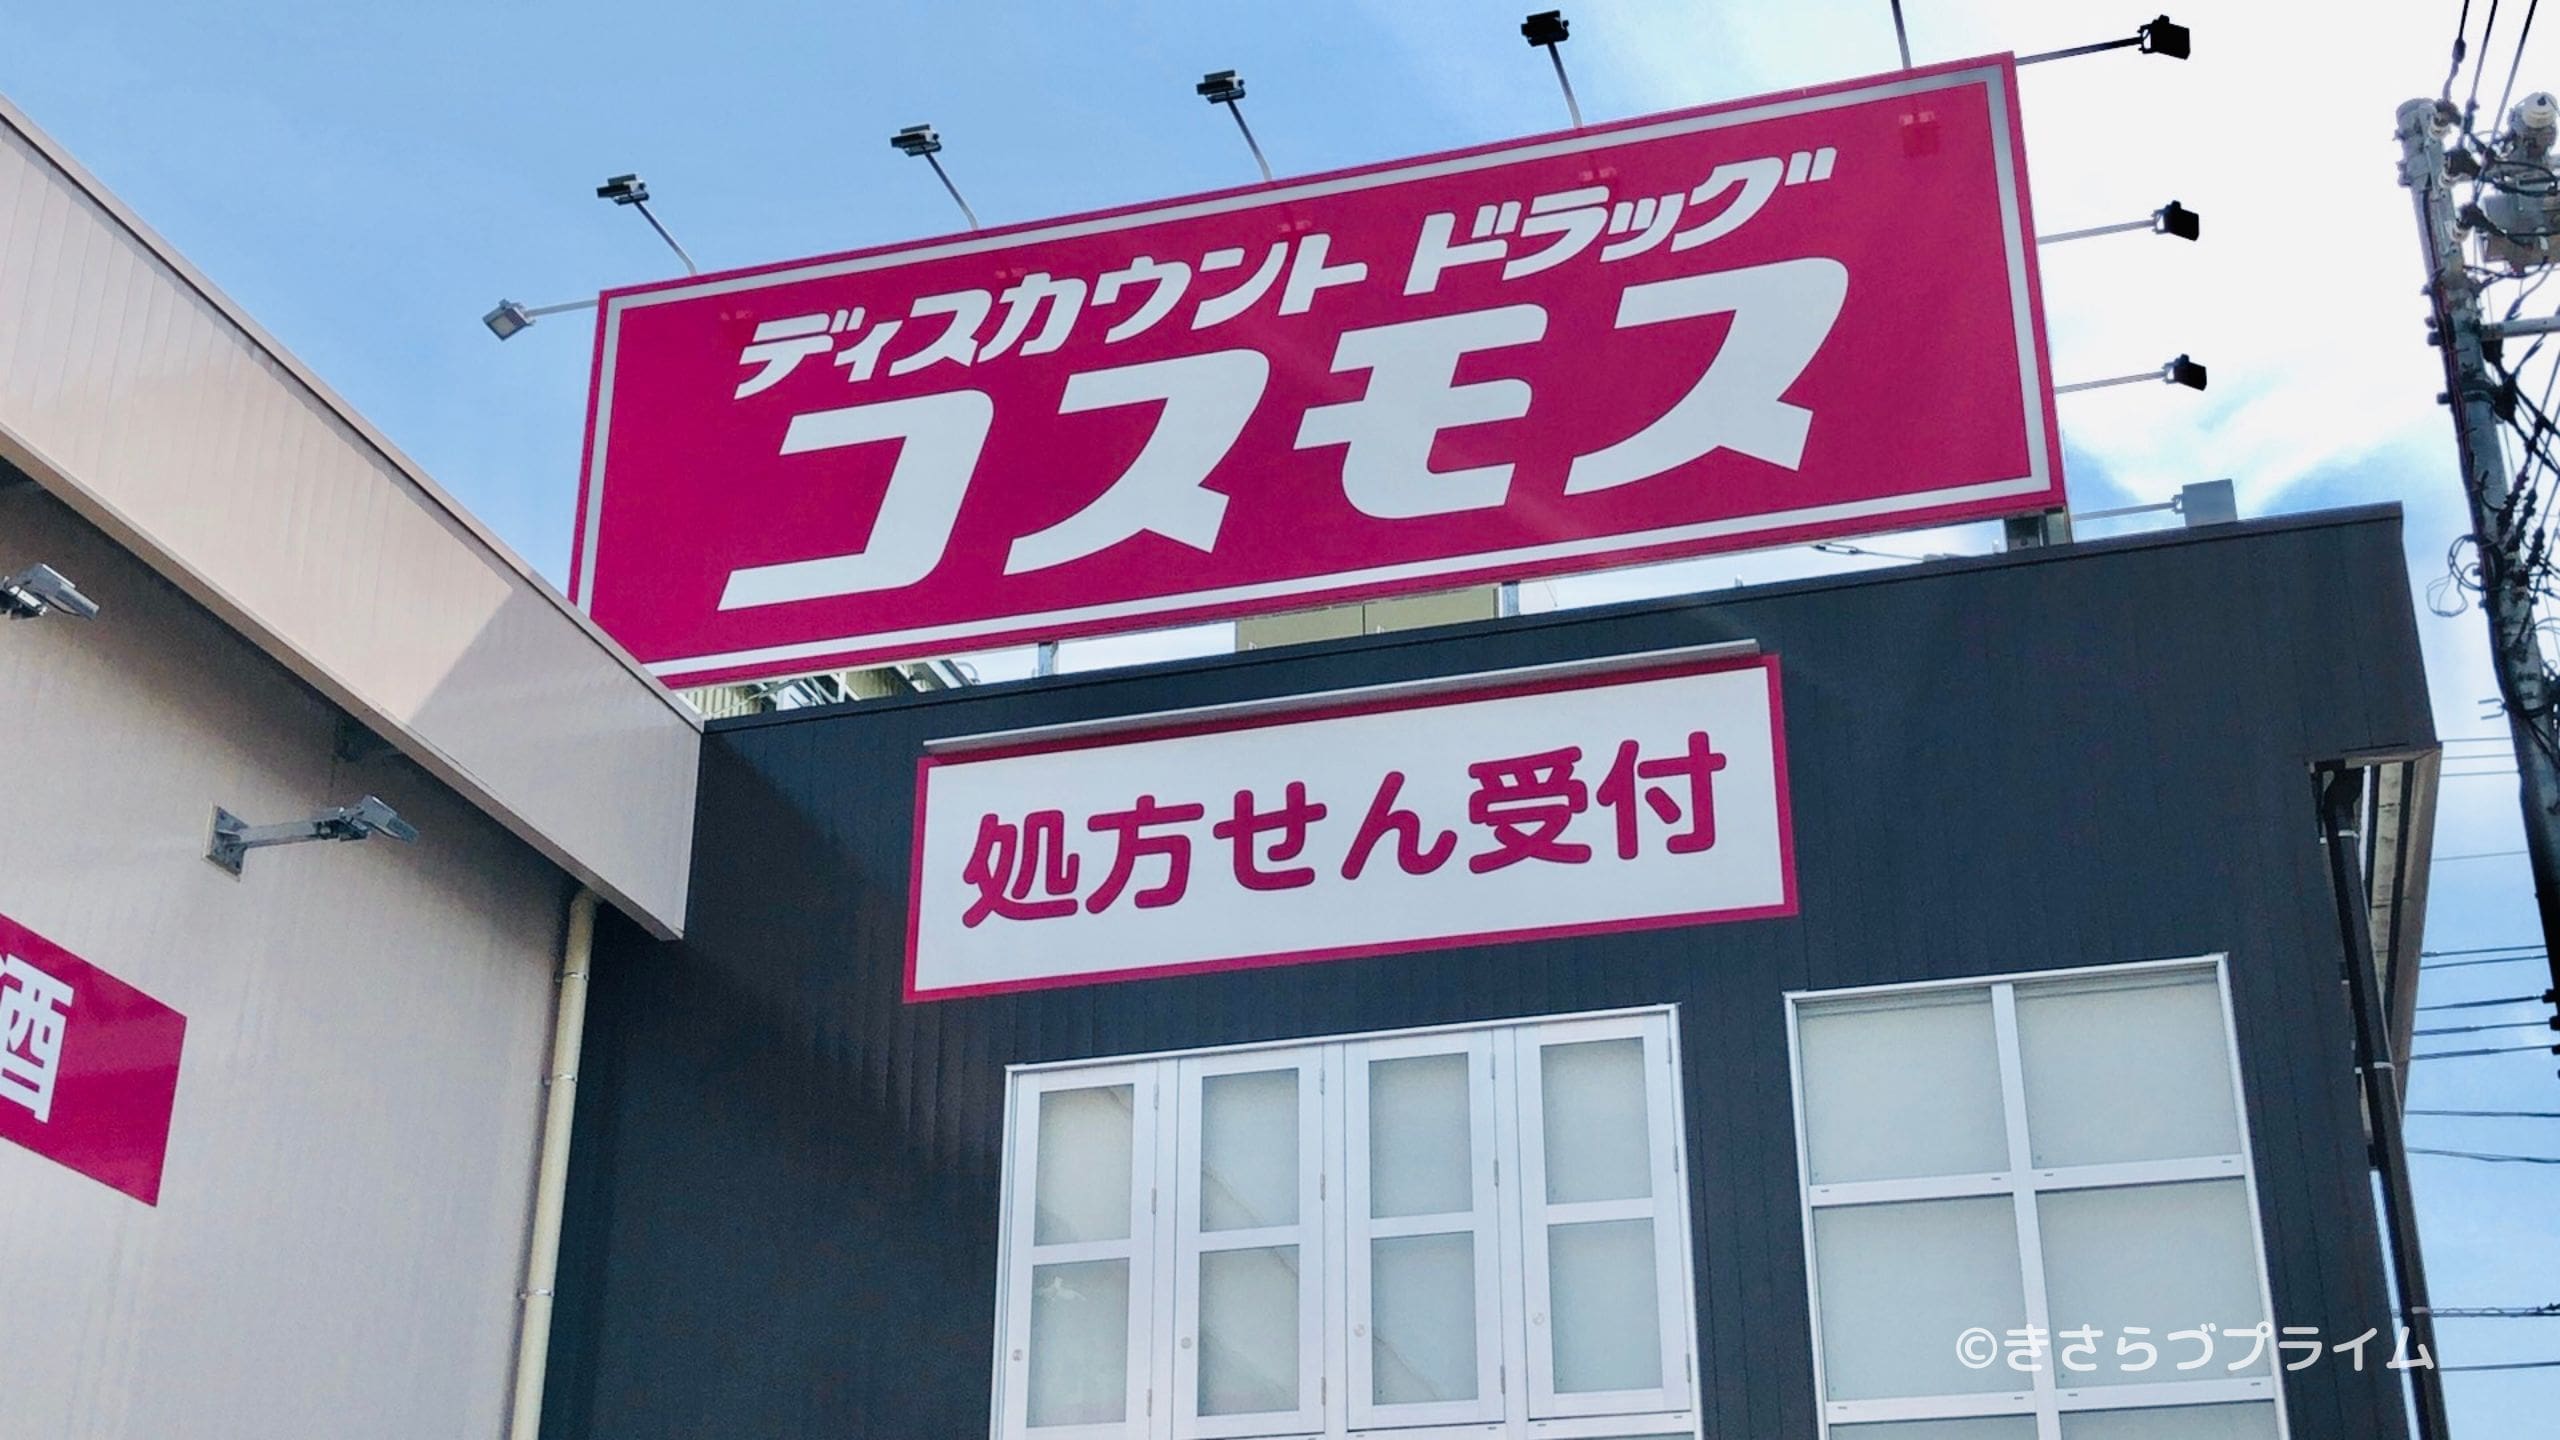 ディスカウント ドラッグ
コスモス
処方せん受付
酒
©きさらづプライム